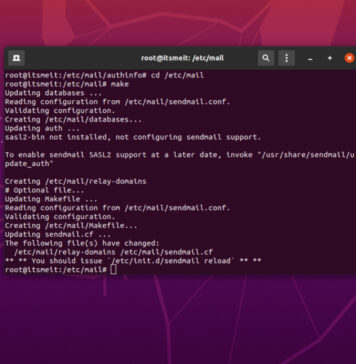 root@itsmeit: /etc/mail
root@itsmeit:/etc/mail/authinfo# cd /etc/mail
root@itsmeit:/etc/mail# make
Updating databases ...
Reading configuration from /etc/mail/sendmail.conf.
Validating configuration.
Creating /etc/mail/databases...
Updating auth ...
sasl2-bin not installed, not configuring sendmail support.
To enable sendmail SASL2 support at a later date, invoke "/usr/share/sendmail/u
pdate_auth"
Creating /etc/mail/relay-domains
# Optional file...
Updating Makefile ...
Reading configuration from /etc/mail/sendmail.conf.
Validating configuration.
Creating /etc/mail/Makefile...
Updating sendmail.cf ...
The following file(s) have changed:
/etc/mail/relay-domains /etc/mail/sendmail.cf
** ** You should issue `/etc/init.d/sendmail reload` ** **
root@itsmeit:/etc/mail#